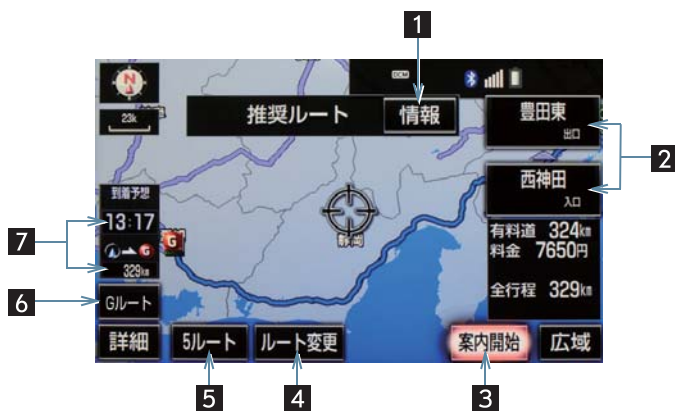 1
DCM
N
23k
推奨ルート 情報
豊田東
出口
2
西神田
入口
到着予想
13:17
7
G
G
329km
静岡
有料道 324km
料金 7650円
全行程 329km
6
Gルート
詳細 5ルート ルート変更 案内開始 広域
5
4
3